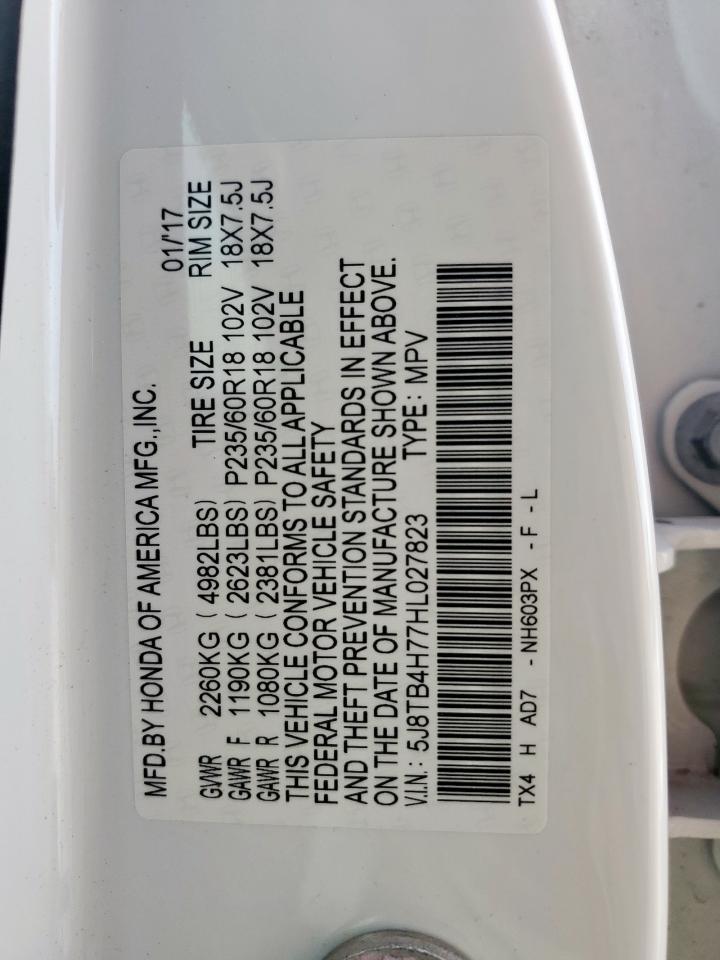 MFD.BY HONDA OF AMERICA MFG.,INC. 01/'17
GVWR 2260KG ( 4982LBS) TIRE SIZE RIM SIZE
GAWR F 1190KG ( 2623LBS) P235/60R18 102V 18X7.5J
GAWR R 1080KG ( 2381LBS) P235/60R18 102V 18X7.5J
THIS VEHICLE CONFORMS TO ALL APPLICABLE
FEDERAL MOTOR VEHICLE SAFETY
AND THEFT PREVENTION STANDARDS IN EFFECT
ON THE DATE OF MANUFACTURE SHOWN ABOVE.
V.I.N.: 5J8TB4H77HL027823 TYPE: MPV
TX4 H AD7 -NH603PX - F - L